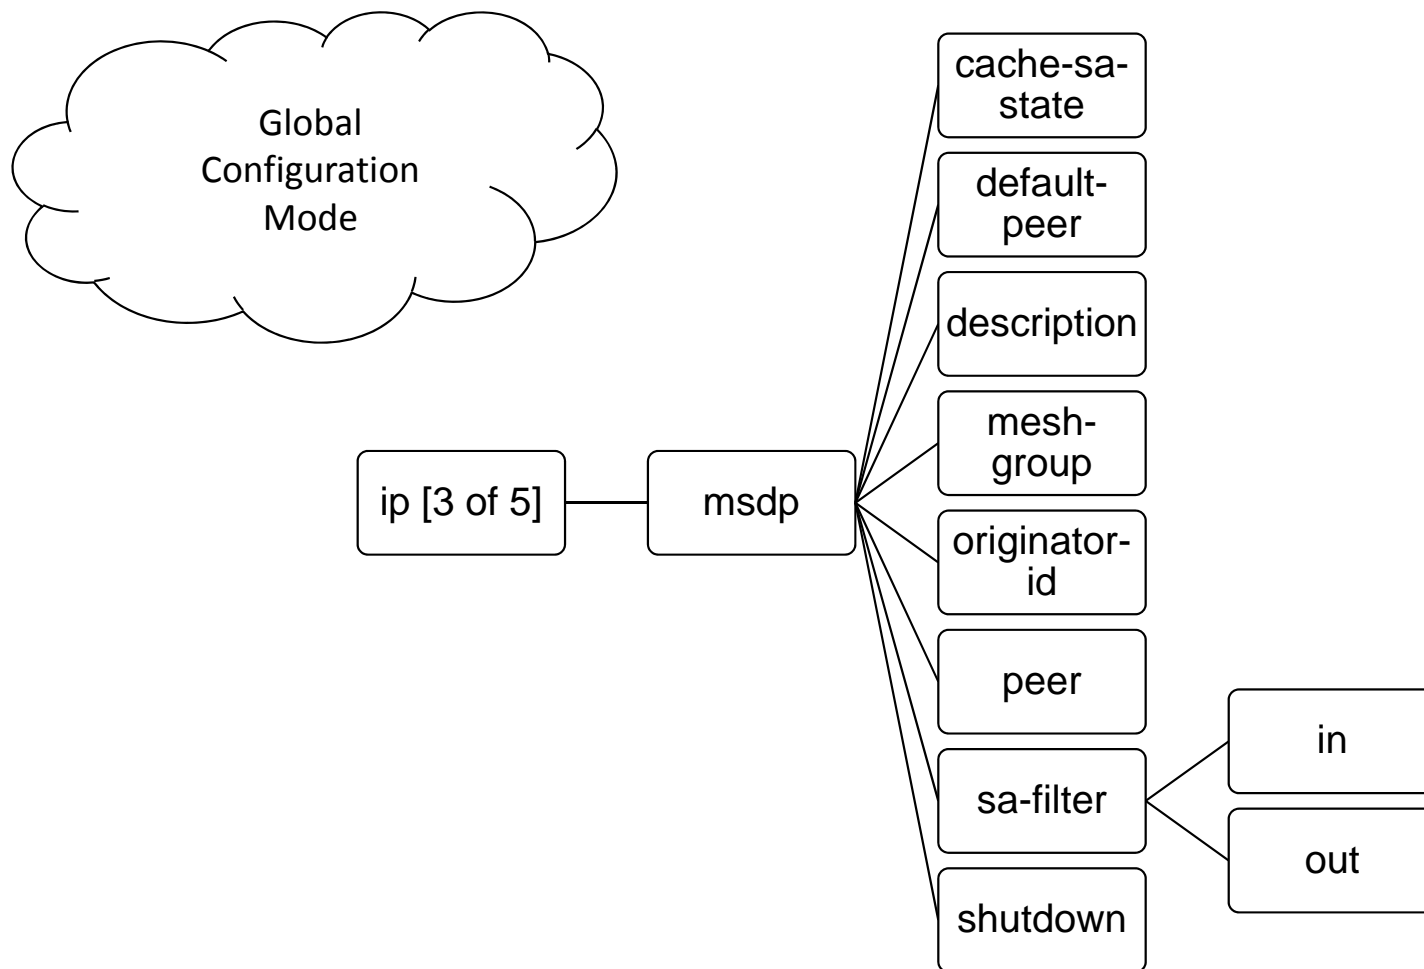 Global
Configuration
Mode
ip [3 of 5]
msdp
cache-sa-
state
default-
peer
description
mesh-
group
originator-
id
peer
sa-filter
shutdown
in
out